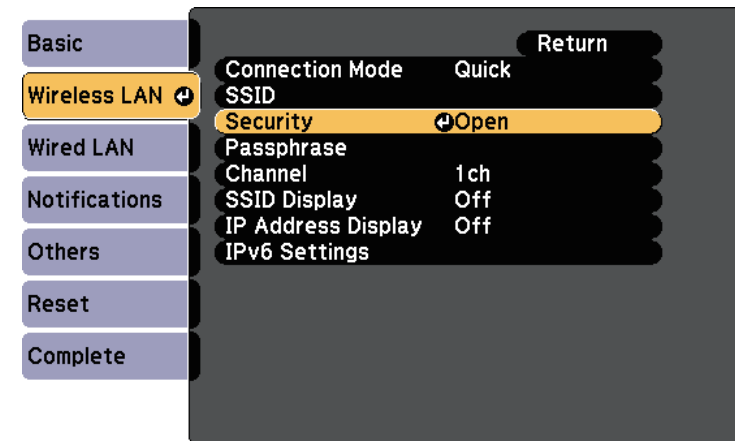 Basic
Wireless LAN
Wired LAN
Notifications
Others
Reset
Complete
Return
Connection Mode Quick
SSID
Security Open
Passphrase
Channel 1ch
SSID Display Off
IP Address Display Off
IPv6 Settings